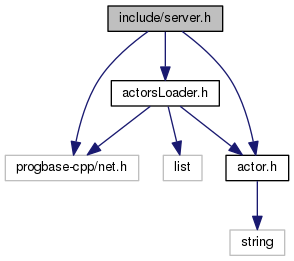 include/server.h
actorsLoader.h
progbase-cpp/net.h
list
actor.h
string